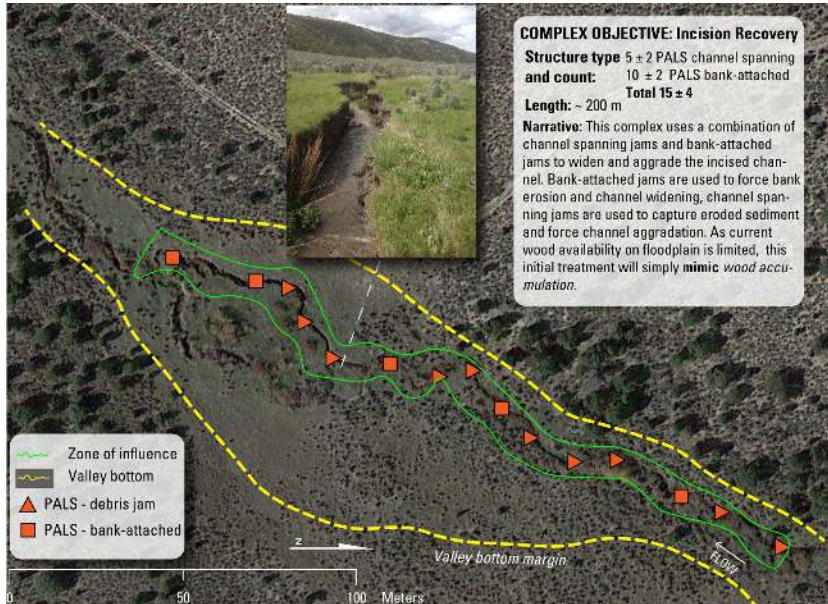 COMPLEX OBJECTIVE: Incision Recovery
Structure type 5 ± 2 PALS channel spanning
and count: 10 ± 2 PALS bank-attached
Total 15 ± 4
Length: ~ 200 m
Narrative: This complex uses a combination of
channel spanning jams and bank-attached
jams to widen and aggrade the incised chan-
nel. Bank-attached jams are used to force bank
erosion and channel widening, channel span-
ning jams are used to capture eroded sediment
and force channel aggradation. As current
wood availability on floodplain is limited, this
initial treatment will simply mimic wood accu-
mulation.
Zone of influence
Valley bottom
PALS - debris jam
PALS - bank-attached
z
Valley bottom margin
FLOW
0 50 100 Meters